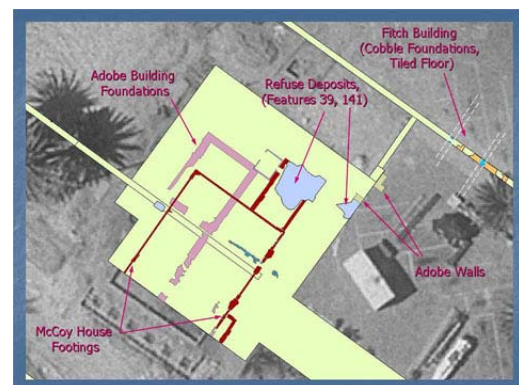 Fitch Building
(Cobble Foundations,
Tiled Floor)
Adobe Building
Foundations
Refuse Deposits,
(Features 39, 141)
Adobe Walls
McCoy House
Footings